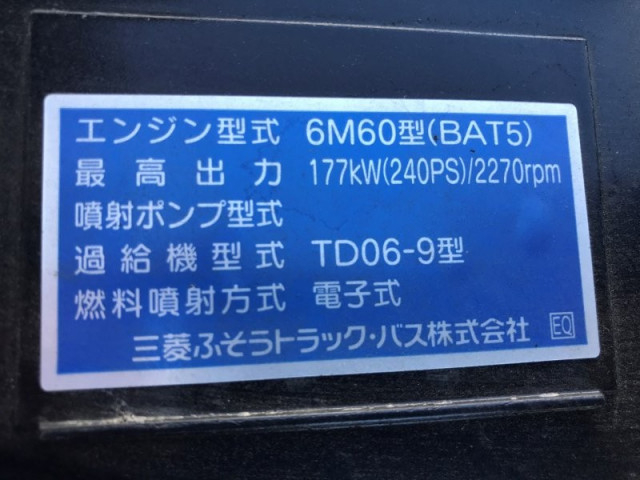 エンジン型式 6M60型(BAT5)
最高出力 177kW(240PS)/2270rpm
噴射ポンプ型式
過給機型式 TD06-9型
燃料噴射方式 電子式
三菱ふそうトラック・バス株式会社 EQ